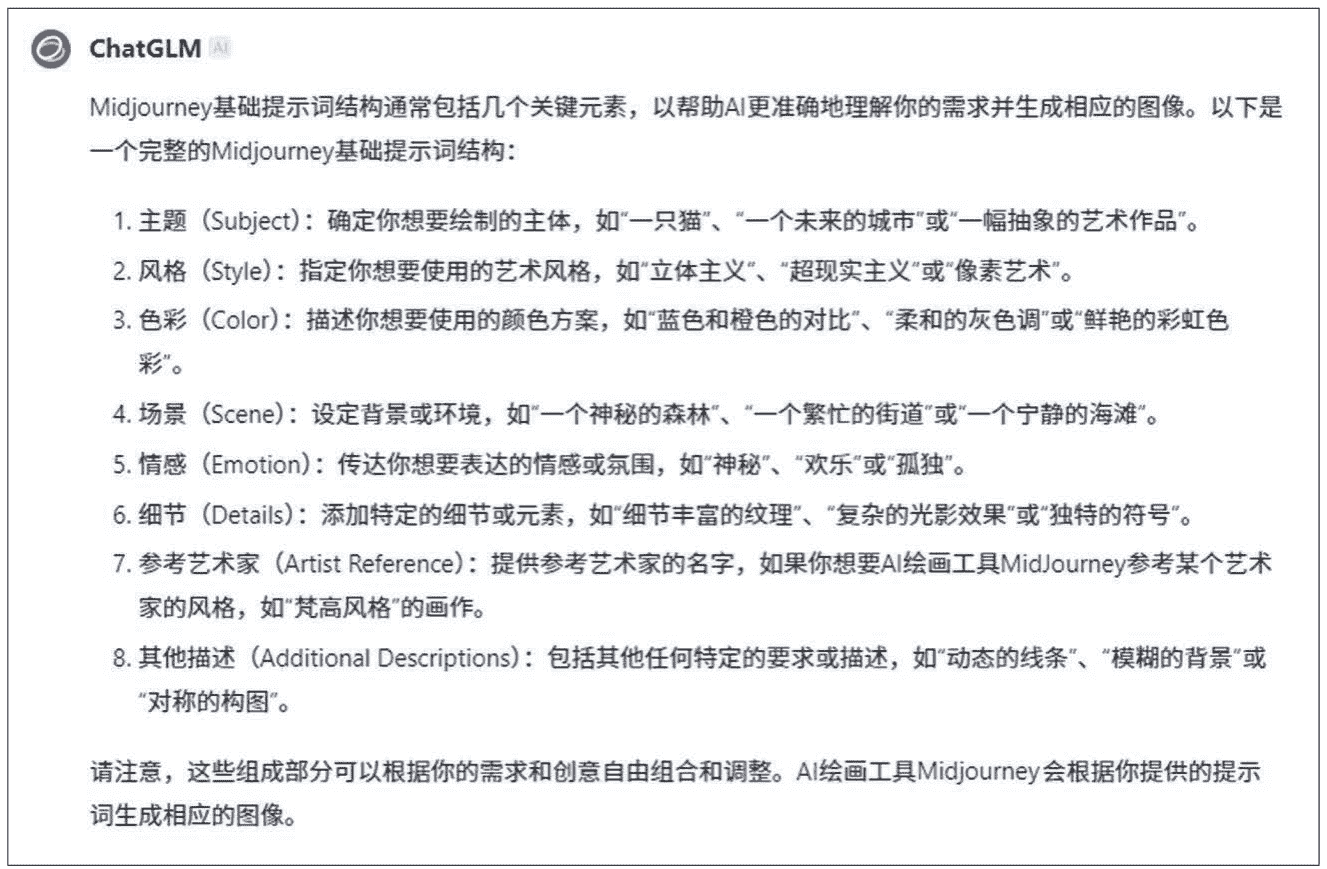 ChatGLM AI
Midjourney基础提示词结构通常包括几个关键元素，以帮助AI更准确地理解你的需求并生成相应的图像。以下是
一个完整的Midjourney基础提示词结构：
1. 主题（Subject）：确定你想要绘制的主体，如“一只猫”、“一个未来的城市”或“一幅抽象的艺术作品”。
2. 风格（Style）：指定你想要使用的艺术风格，如“立体主义”、“超现实主义”或“像素艺术”。
3. 色彩（Color）：描述你想要使用的颜色方案，如“蓝色和橙色的对比”、“柔和的灰色调”或“鲜艳的彩虹色
彩”。
4. 场景（Scene）：设定背景或环境，如“一个神秘的森林”、“一个繁忙的街道”或“一个宁静的海滩”。
5. 情感（Emotion）：传达你想要表达的情感或氛围，如“神秘”、“欢乐”或“孤独”。
6. 细节（Details）：添加特定的细节或元素，如“细节丰富的纹理”、“复杂的光影效果”或“独特的符号”。
7. 参考艺术家（Artist Reference）：提供参考艺术家的名字，如果你想要AI绘画工具MidJourney参考某个艺术
家的风格，如“梵高风格”的画作。
8. 其他描述（Additional Descriptions）：包括其他任何特定的要求或描述，如“动态的线条”、“模糊的背景”或
“对称的构图”。
请注意，这些组成部分可以根据你的需求和创意自由组合和调整。AI绘画工具Midjourney会根据你提供的提示
词生成相应的图像。